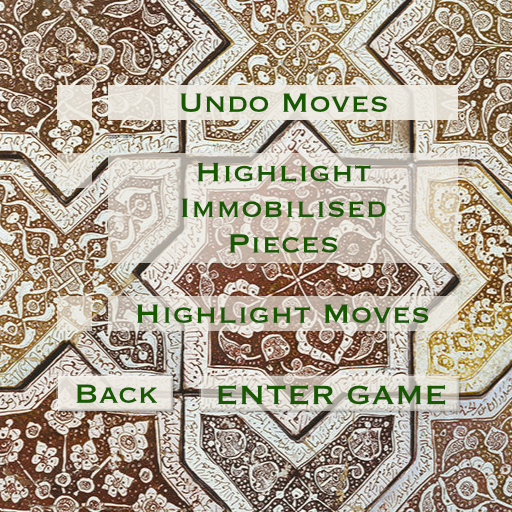 Undo Moves
Highlight
Immobilised
Pieces
Highlight Moves
Back
ENTER GAME